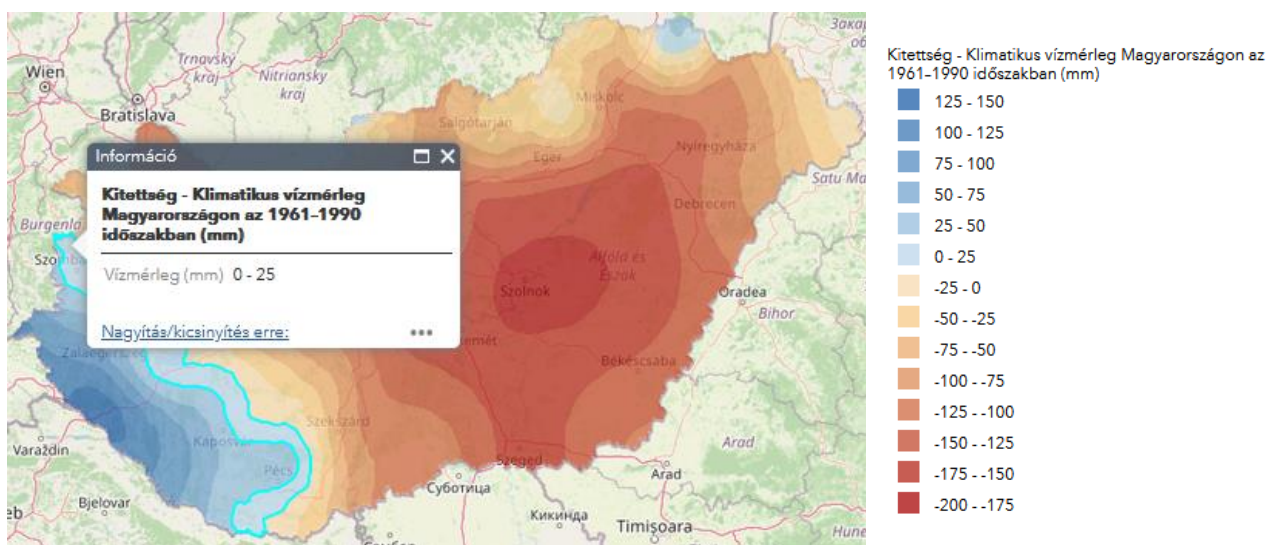 Wien
Trnavský
kraj
Nitriansky
kraj
Bratislava
Miskolc
Salgótarján
Eger
Nyíregyháza
Satu Ma
Debrecen
Burgenla
Információ
Kitettség - Klimatikus vízmérleg
Magyarországon az 1961–1990
időszakban (mm)
Vízmérleg (mm) 0 - 25
Nagyítás/kicsinyítés erre:
Alföld és
Észak
Szolnok
Oradea
Bihor
Zalaegersze
Békéscsaba
Szekszárd
Kaposvár
Pécs
Varaždin
Szeged
Arad
Arad
Суботица
Bjelovar
Кикинда
Timișoara
Hune
Kitettség - Klimatikus vízmérleg Magyarországon az
1961–1990 időszakban (mm)
125 - 150
100 - 125
75 - 100
50 - 75
25 - 50
0 - 25
-25 - 0
-50 - -25
-75 - -50
-100 - -75
-125 - -100
-150 - -125
-175 - -150
-200 - -175